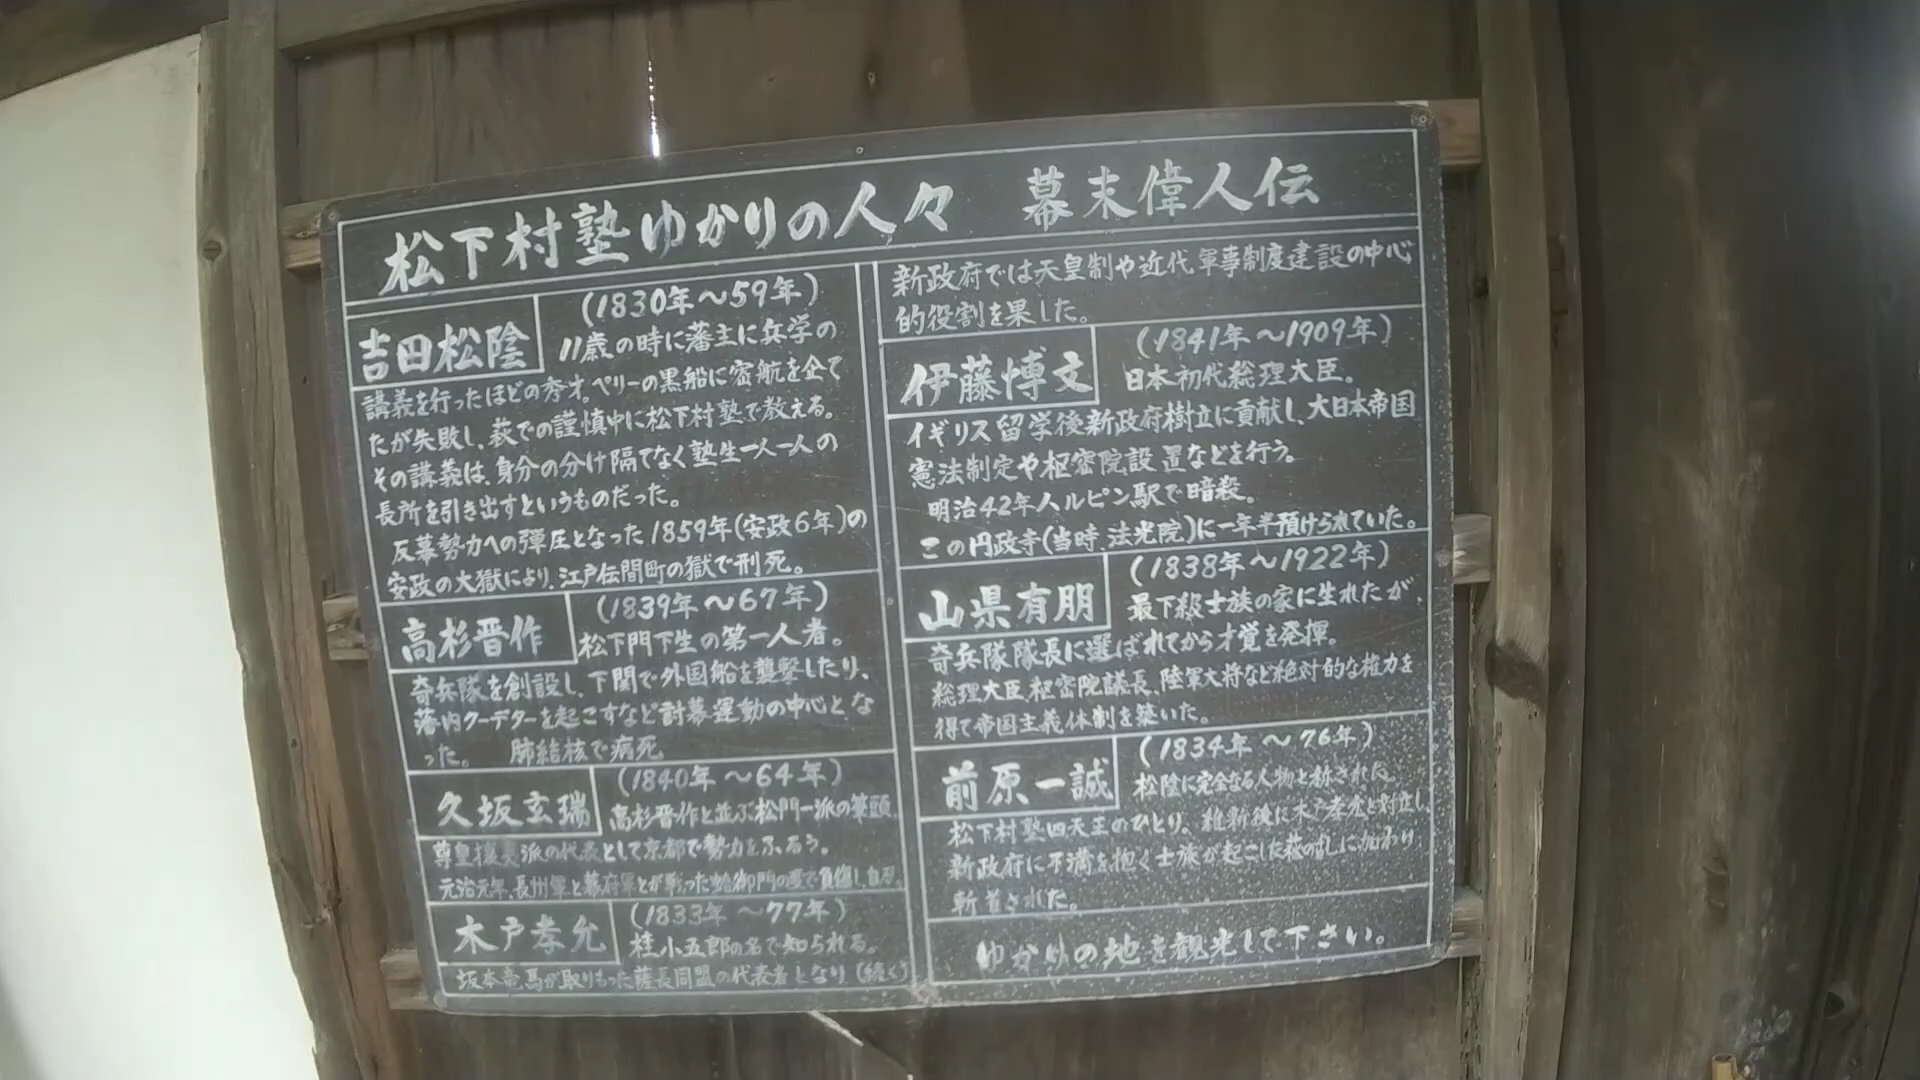 松下村塾ゆかりの人々 幕末偉人伝
吉田松陰
(1830年～59年)
11歳の時に藩主に兵学の
講義を行ったほどの秀才。ペリーの黒船に密航を企て
たが失敗し、萩での謹慎中に松下村塾で教える。
その講義は、身分の分け隔てなく塾生一人一人の
長所を引き出すというものだった。
反幕勢力への弾圧となった1859年(安政6年)の
安政の大獄により、江戸伝間町の獄で刑死。
高杉晋作
(1839年～67年)
松下門下生の第一人者。
奇兵隊を創設し、下関で外国船を襲撃したり、
藩内クーデターを起こすなど討幕運動の中心とな
った。 肺結核で病死
久坂玄瑞
(1840年～64年)
高杉晋作と並ぶ松門一派の筆頭。
尊皇攘夷派の代表として京都で勢力をふるう。
元治元年、長州軍と幕府軍とが戦った蛤御門の変で負傷し、自刃。
木戸孝允
(1833年～77年)
桂小五郎の名で知られる。
坂本竜馬が取りもった薩長同盟の代表者となり (続く)
新政府では天皇制や近代軍事制度建設の中心
的役割を果した。
伊藤博文
(1841年～1909年)
日本初代総理大臣。
イギリス留学後新政府樹立に貢献し、大日本帝国
憲法制定や枢密院設置などを行う。
明治42年ハルピン駅で暗殺。
この円政寺(当時、法光院)に一年半預けられていた。
山県有朋
(1838年～1922年)
最下級士族の家に生れたが、
奇兵隊隊長に選ばれてから才覚を発揮。
総理大臣、枢密院議長、陸軍大将など絶対的な権力を
得て帝国主義体制を築いた。
前原一誠
(1834年～76年)
松陰に完全なる人物と称された。
松下村塾四天王のひとり。維新後に木戸孝允と対立し、
新政府に不満を抱く士族が起こした萩の乱に加わり
斬首された。
ゆかりの地を観光して下さい。